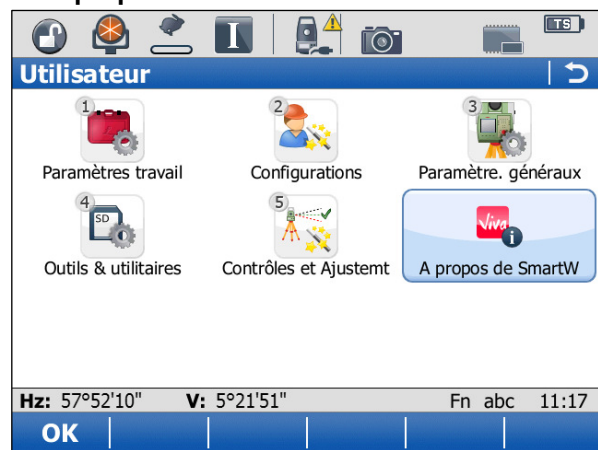 I
TS
Utilisateur
1
2
3
Paramètres travail
Configurations
Paramètre. généraux
4
SD
5
Viva
i
Outils & utilitaires
Contrôles et Ajustemt
A propos de SmartW
Hz: 57°52'10" V: 5°21'51" Fn abc 11:17
OK